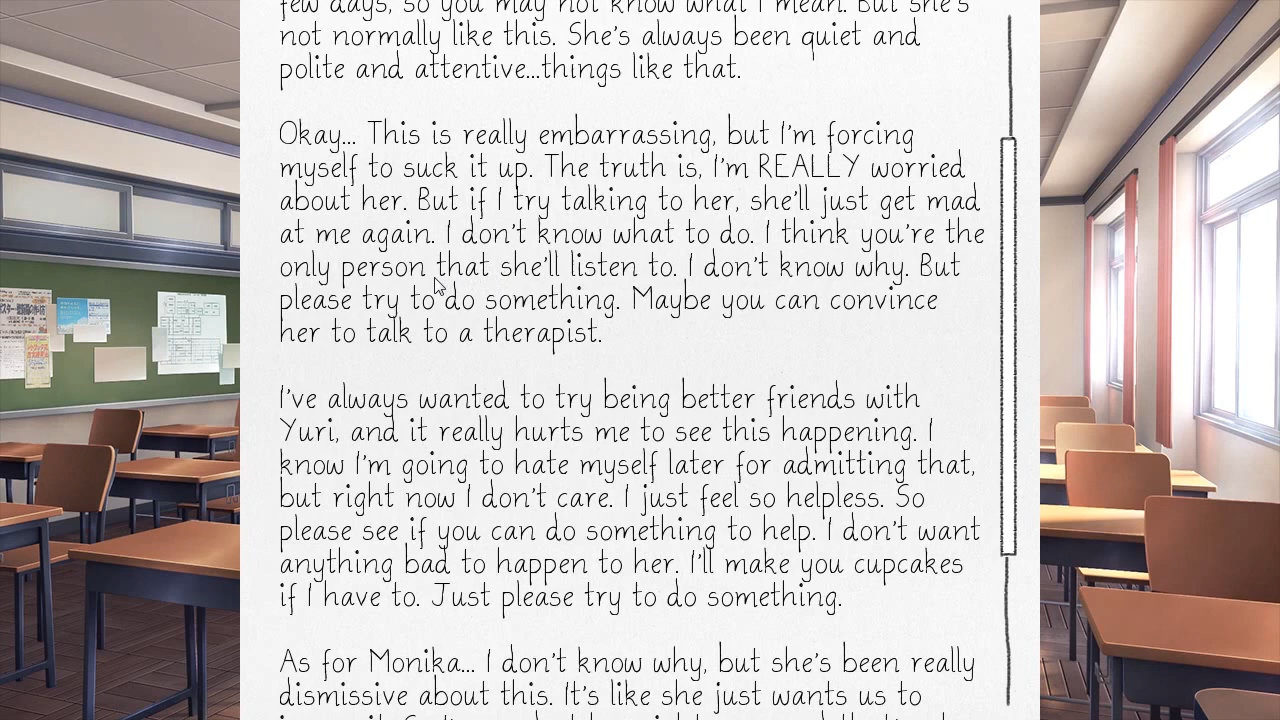 few days, so you may not know what I mean. But she's
not normally like this. She's always been quiet and
polite and attentive...things like that.
Okay... This is really embarrassing, but I'm forcing
myself to suck it up. The truth is, I'm REALLY worried
about her. But if I try talking to her, she'll just get mad
at me again. I don't know what to do. I think you're the
only person that she'll listen to. I don't know why. But
please try to do something. Maybe you can convince
her to talk to a therapist.
I've always wanted to try being better friends with
Yuri, and it really hurts me to see this happening. I
know I'm going to hate myself later for admitting that,
but right now I don't care. I just feel so helpless. So
please see if you can do something to help. I don't want
anything bad to happen to her. I'll make you cupcakes
if I have to. Just please try to do something.
As for Monika... I don't know why, but she's been really
dismissive about this. It's like she just wants us to